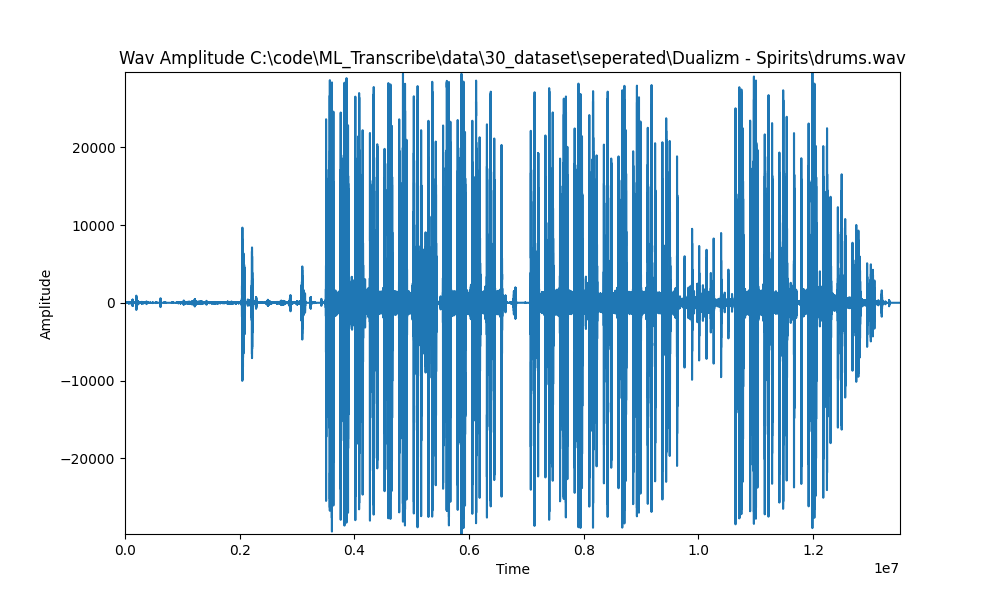 Wav Amplitude C:\code\ML_Transcribe\data\30_dataset\seperated\Dualizm - Spirits\drums.wav
20000
10000
0
−10000
−20000
Amplitude
0.0 0.2 0.4 0.6 0.8 1.0 1.2
1e7
Time